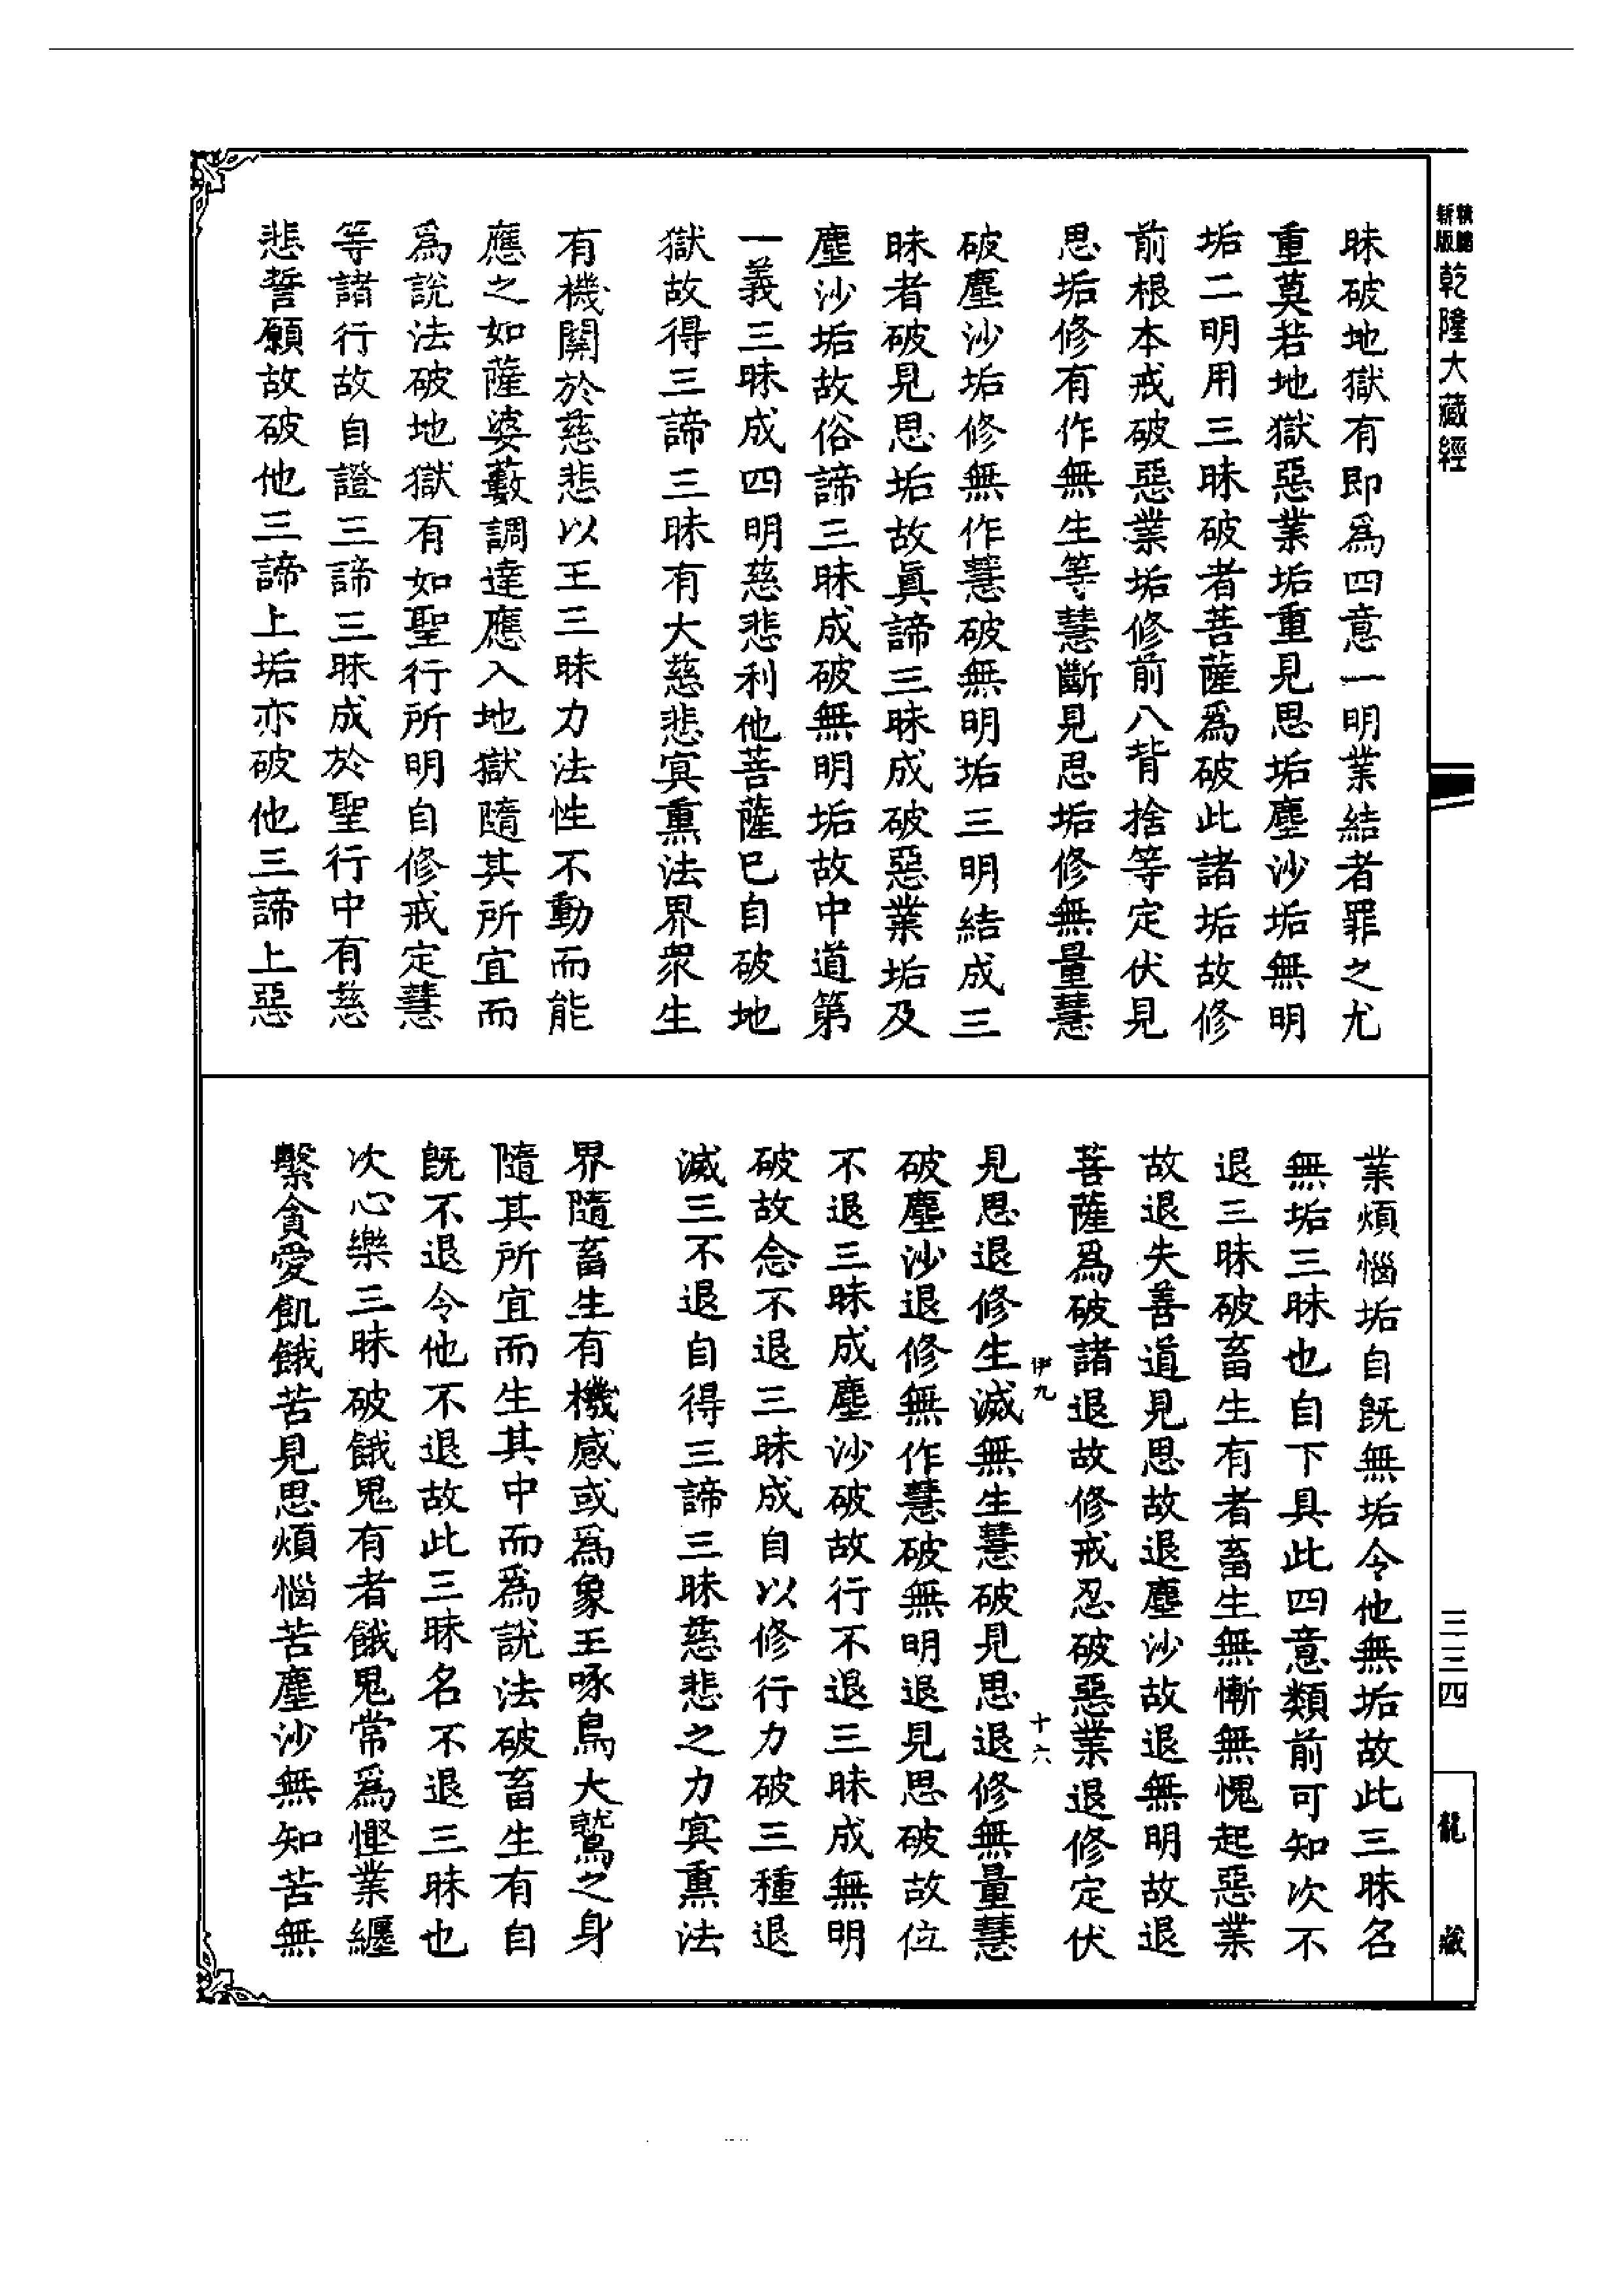 新版
精縮
乾隆大藏經
三三四
龍藏
昧破地獄有即為四意一明業結者罪之尤
重莫若地獄惡業垢重見思垢塵沙垢無明
垢二明用三昧破者菩薩為破此諸垢故修
前根本戒破惡業垢修前八背捨等定伏見
思垢修有作無生等慧斷見思垢修無量慧
破塵沙垢修無作慧破無明垢三明結成三
昧者破見思垢故真諦三昧成破惡業垢及
塵沙垢故俗諦三昧成破無明垢故中道第
一義三昧成四明慈悲利他菩薩巳自破地
獄故得三諦三昧有大慈悲寘熏法界眾生
有機關於慈悲以王三昧力法性不動而能
應之如薩婆藪調達應入地獄隨其所宜而
為說法破地獄有如聖行所明自修戒定慧
等諸行故自證三諦三昧成於聖行中有慈
悲誓願故破他三諦上垢亦破他三諦上惡
業煩惱垢自既無垢令他無垢故此三昧名
無垢三昧也自下具此四意類前可知次不
退三昧破畜生有者畜生無慚無愧起惡業
故退失善道見思故退塵沙故退無明故退
菩薩為破諸退故修戒忍破惡業退修定伏
伊九
十六
見思退修生滅無生慧破見思退修無量慧
破塵沙退修無作慧破無明退見思破故位
不退三昧成塵沙破故行不退三昧成無明
破故念不退三昧成自以修行力破三種退
滅三不退自得三諦三昧慈悲之力寘熏法
界隨畜生有機感或為象王啄鳥大鷲之身
隨其所宜而生其中而為說法破畜生有自
既不退令他不退故此三昧名不退三昧也
次心樂三昧破餓鬼有者餓鬼常為慳業纏
繫貪愛飢餓苦見思煩惱苦塵沙無知苦無